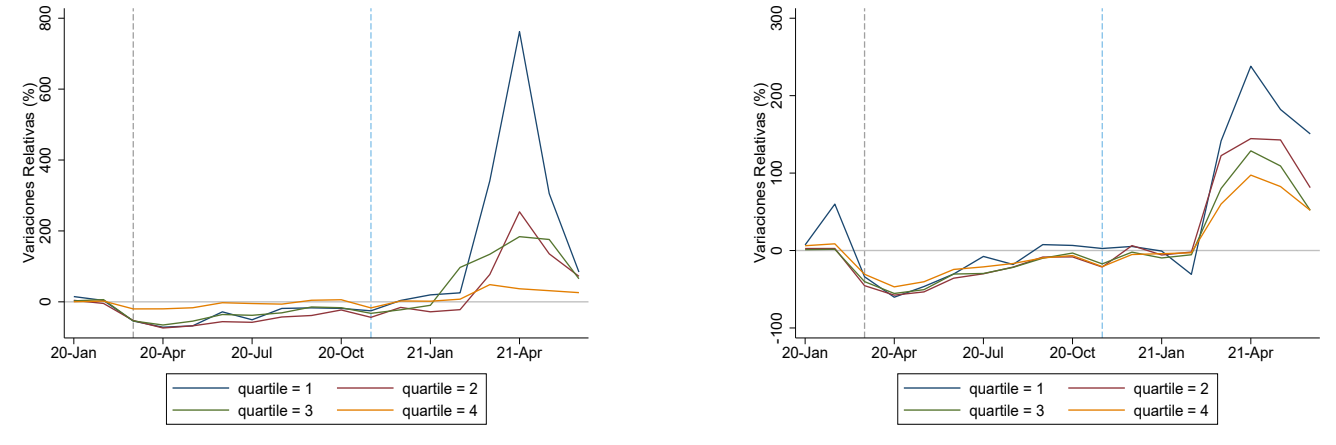 Variaciones Relativas (%)
800
600
400
200
0
20-Jan 20-Apr 20-Jul 20-Oct 21-Jan 21-Apr
quartile = 1 quartile = 2
quartile = 3 quartile = 4
Variaciones Relativas (%)
300
200
100
0
-100
20-Jan 20-Apr 20-Jul 20-Oct 21-Jan 21-Apr
quartile = 1 quartile = 2
quartile = 3 quartile = 4